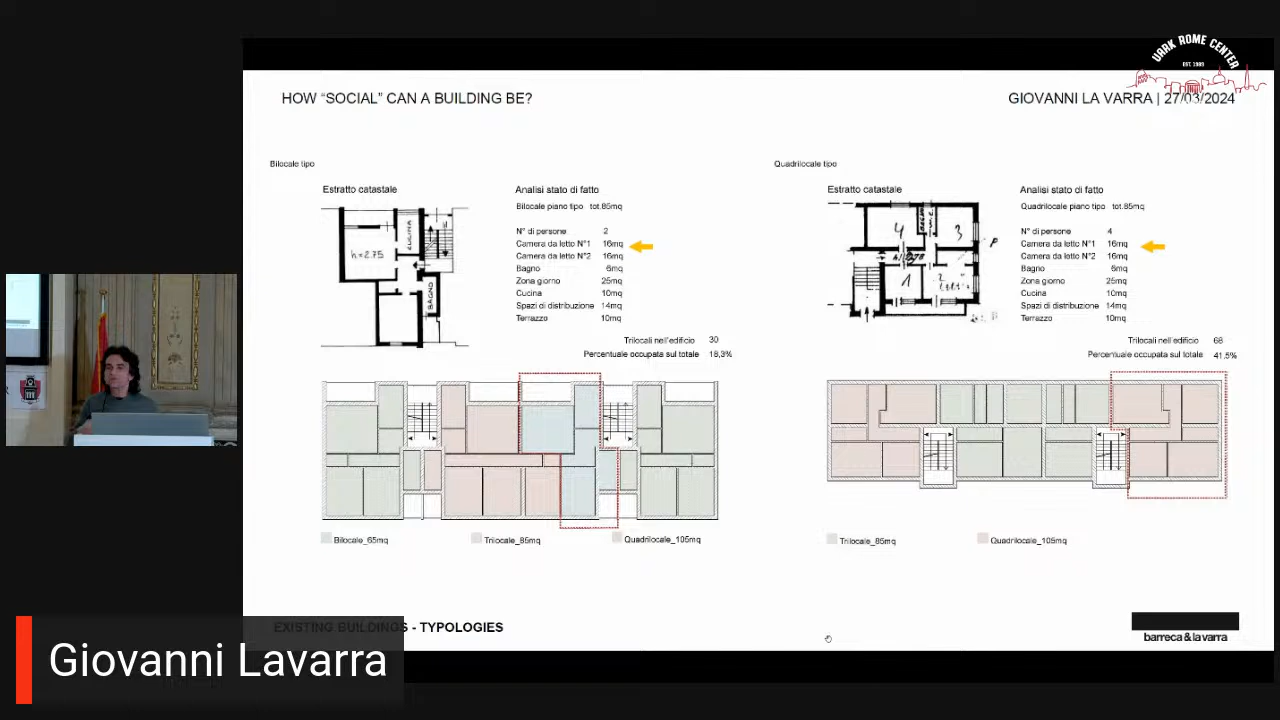 UARK ROME CENTER
EST. 1989
HOW “SOCIAL” CAN A BUILDING BE?
GIOVANNI LA VARRA | 27/03/2024
Bilocale tipo
Estratto catastale
h=2.75
CUCINA
BAGNO
Analisi stato di fatto
Bilocale piano tipo tot.85mq
N° di persone 2
Camera da letto N°1 16mq
Camera da letto N°2 16mq
Bagno 6mq
Zona giorno 25mq
Cucina 10mq
Spazi di distribuzione 14mq
Terrazzo 10mq
Trilocali nell'edificio 30
Percentuale occupata sul totale 18,3%
Bilocale_65mq
Trilocale_85mq
Quadrilocale_105mq
Quadrilocale tipo
Estratto catastale
4
3
1
2
P
Analisi stato di fatto
Quadrilocale piano tipo tot.85mq
N° di persone 4
Camera da letto N°1 16mq
Camera da letto N°2 16mq
Bagno 6mq
Zona giorno 25mq
Cucina 10mq
Spazi di distribuzione 14mq
Terrazzo 10mq
Trilocali nell'edificio 68
Percentuale occupata sul totale 41,5%
Trilocale_85mq
Quadrilocale_105mq
EXISTING BUILDINGS - TYPOLOGIES
barreca & la varra
Giovanni Lavarra